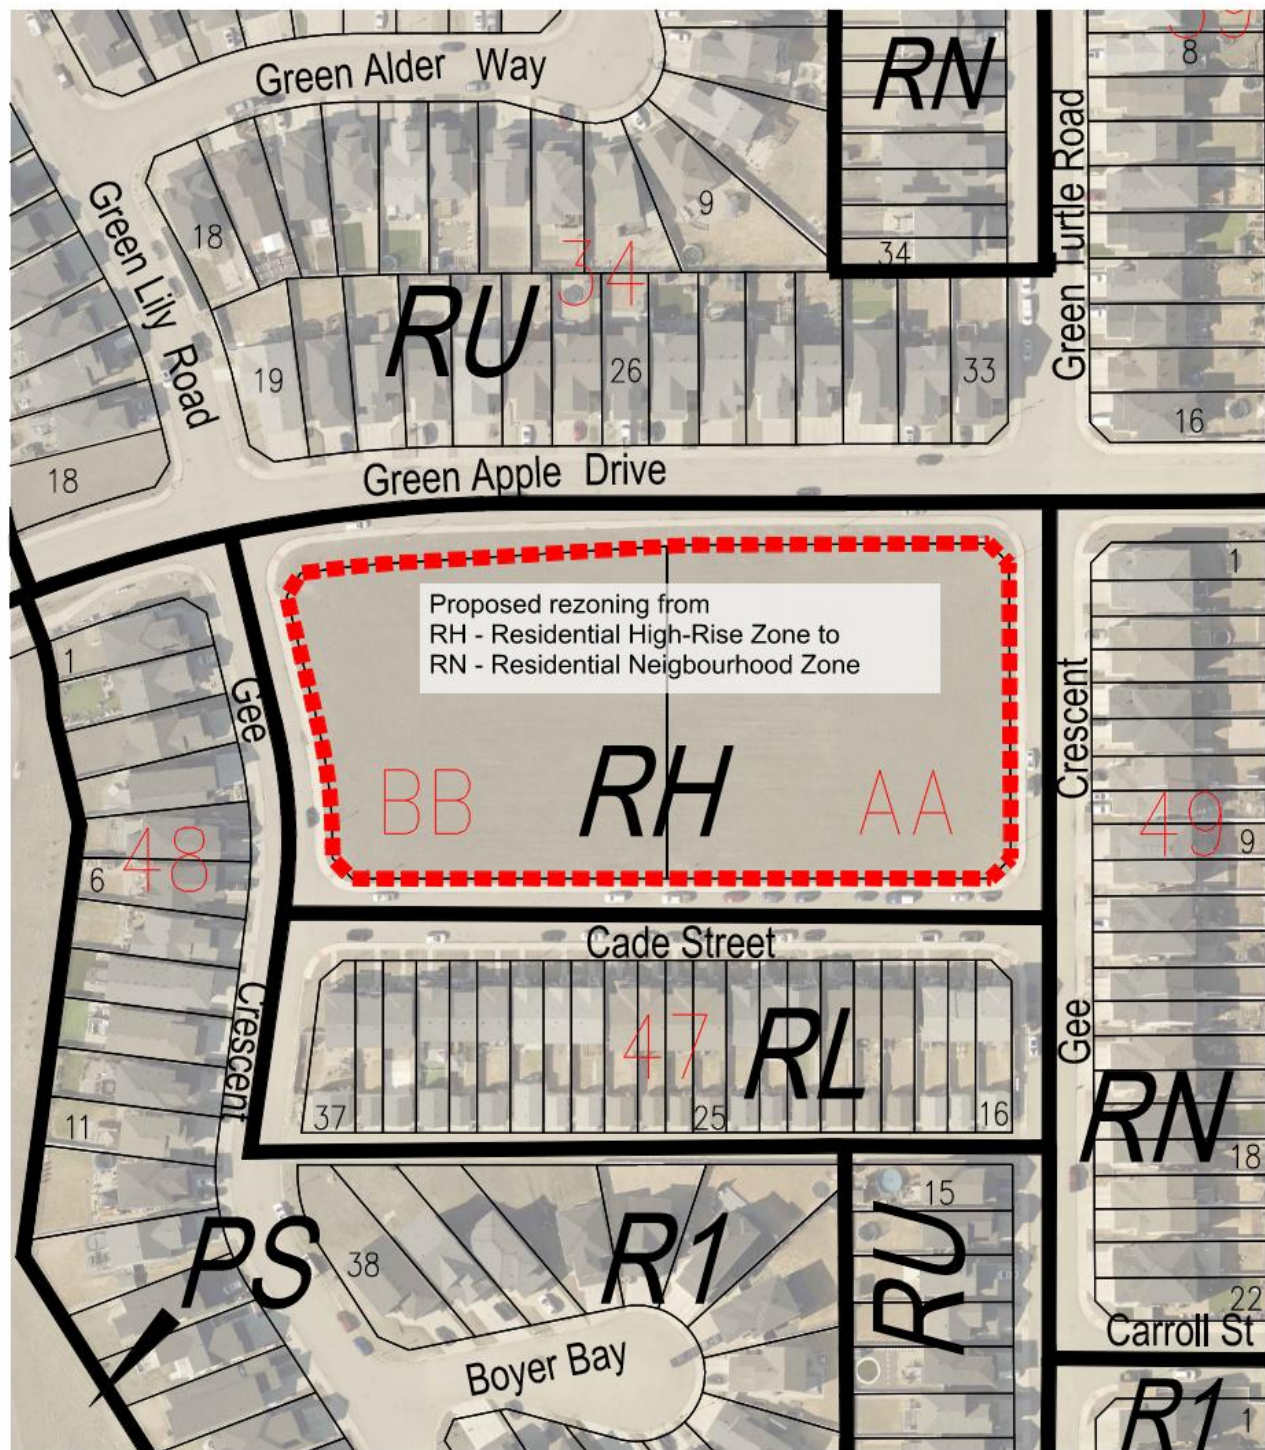 39
8
RN
Green Alder Way
Green Turtle Road
Green Lily Road
18
9
34
34
RU
19
26
33
16
18
Green Apple Drive
1
Proposed rezoning from
RH - Residential High-Rise Zone to
RN - Residential Neigbourhood Zone
1
Gee
Crescent
RH
BB
AA
48
6
49
9
Cade Street
Crescent
47
RL
Gee
RN
37
25
16
11
18
15
PS
38
R1
RU
22
Carroll St
Boyer Bay
R1
1